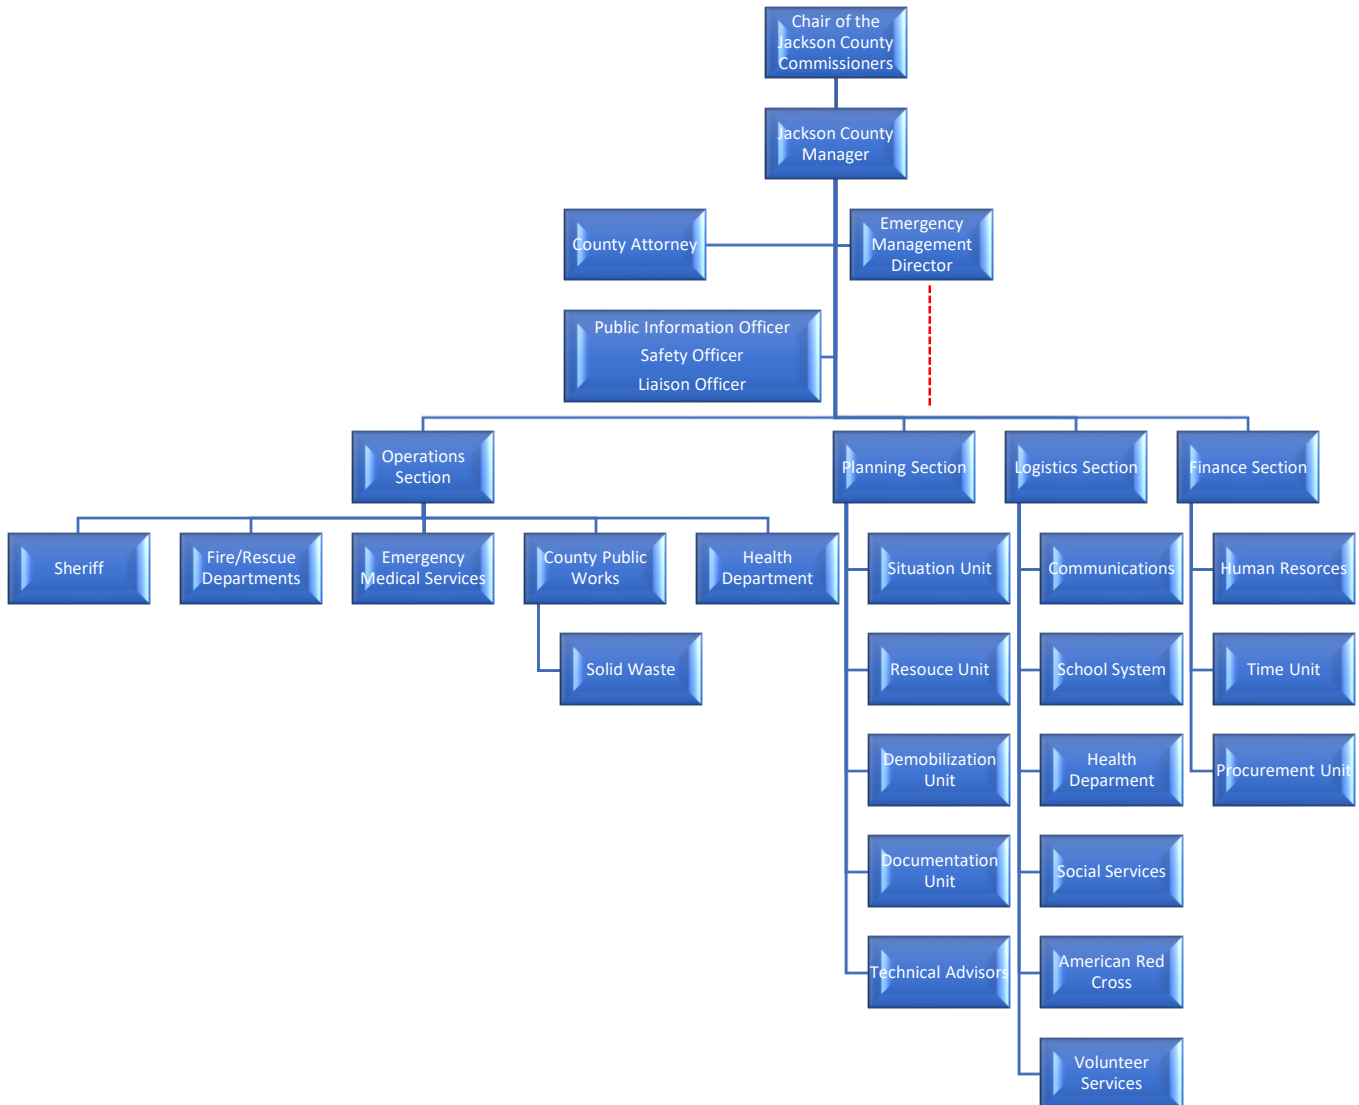 Chair of the
Jackson County
Commissioners
Jackson County
Manager
County Attorney
Emergency
Management
Director
Public Information Officer
Safety Officer
Liaison Officer
Operations
Section
Planning Section
Logistics Section
Finance Section
Sheriff
Fire/Rescue
Departments
Emergency
Medical Services
County Public
Works
Health
Department
Solid Waste
Situation Unit
Resouce Unit
Demobilization
Unit
Documentation
Unit
Technical Advisors
Communications
School System
Health
Deparment
Social Services
American Red
Cross
Volunteer
Services
Human Resorces
Time Unit
Procurement Unit